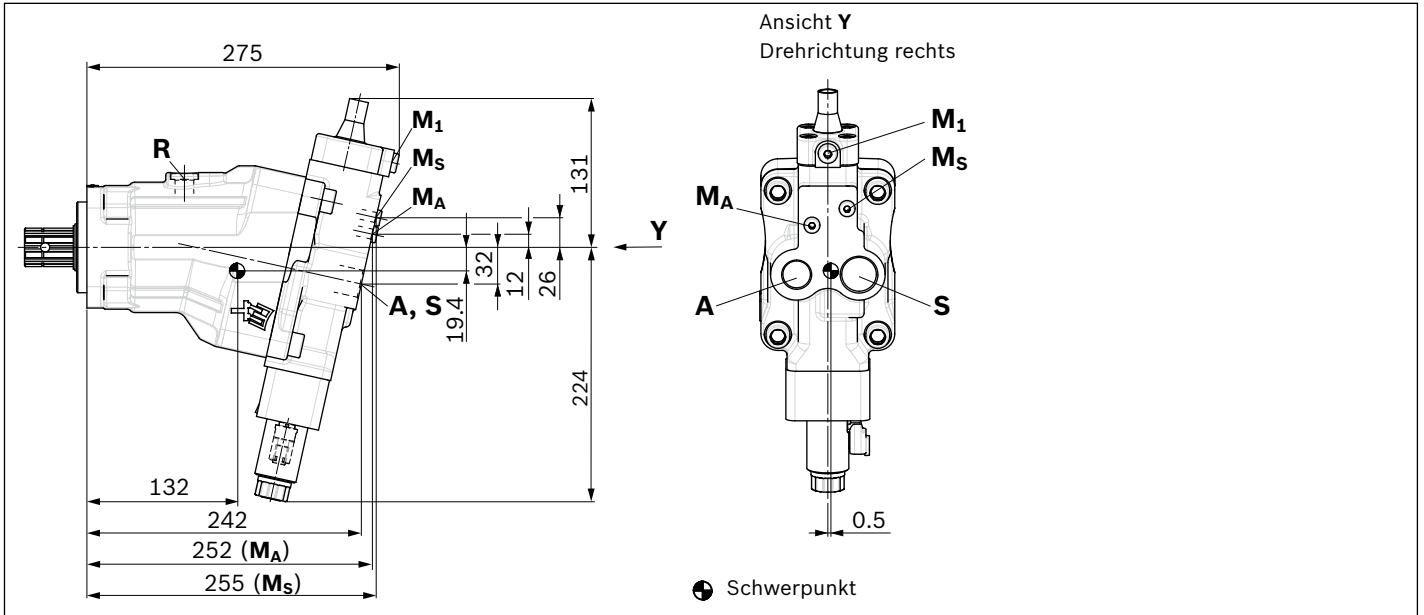 Ansicht Y
Drehrichtung rechts
275
R
M1
MS
MA
131
Y
26
12
32
19.4
A, S
224
132
242
252 (MA)
255 (MS)
M1
MS
MA
A
S
0.5
Schwerpunkt